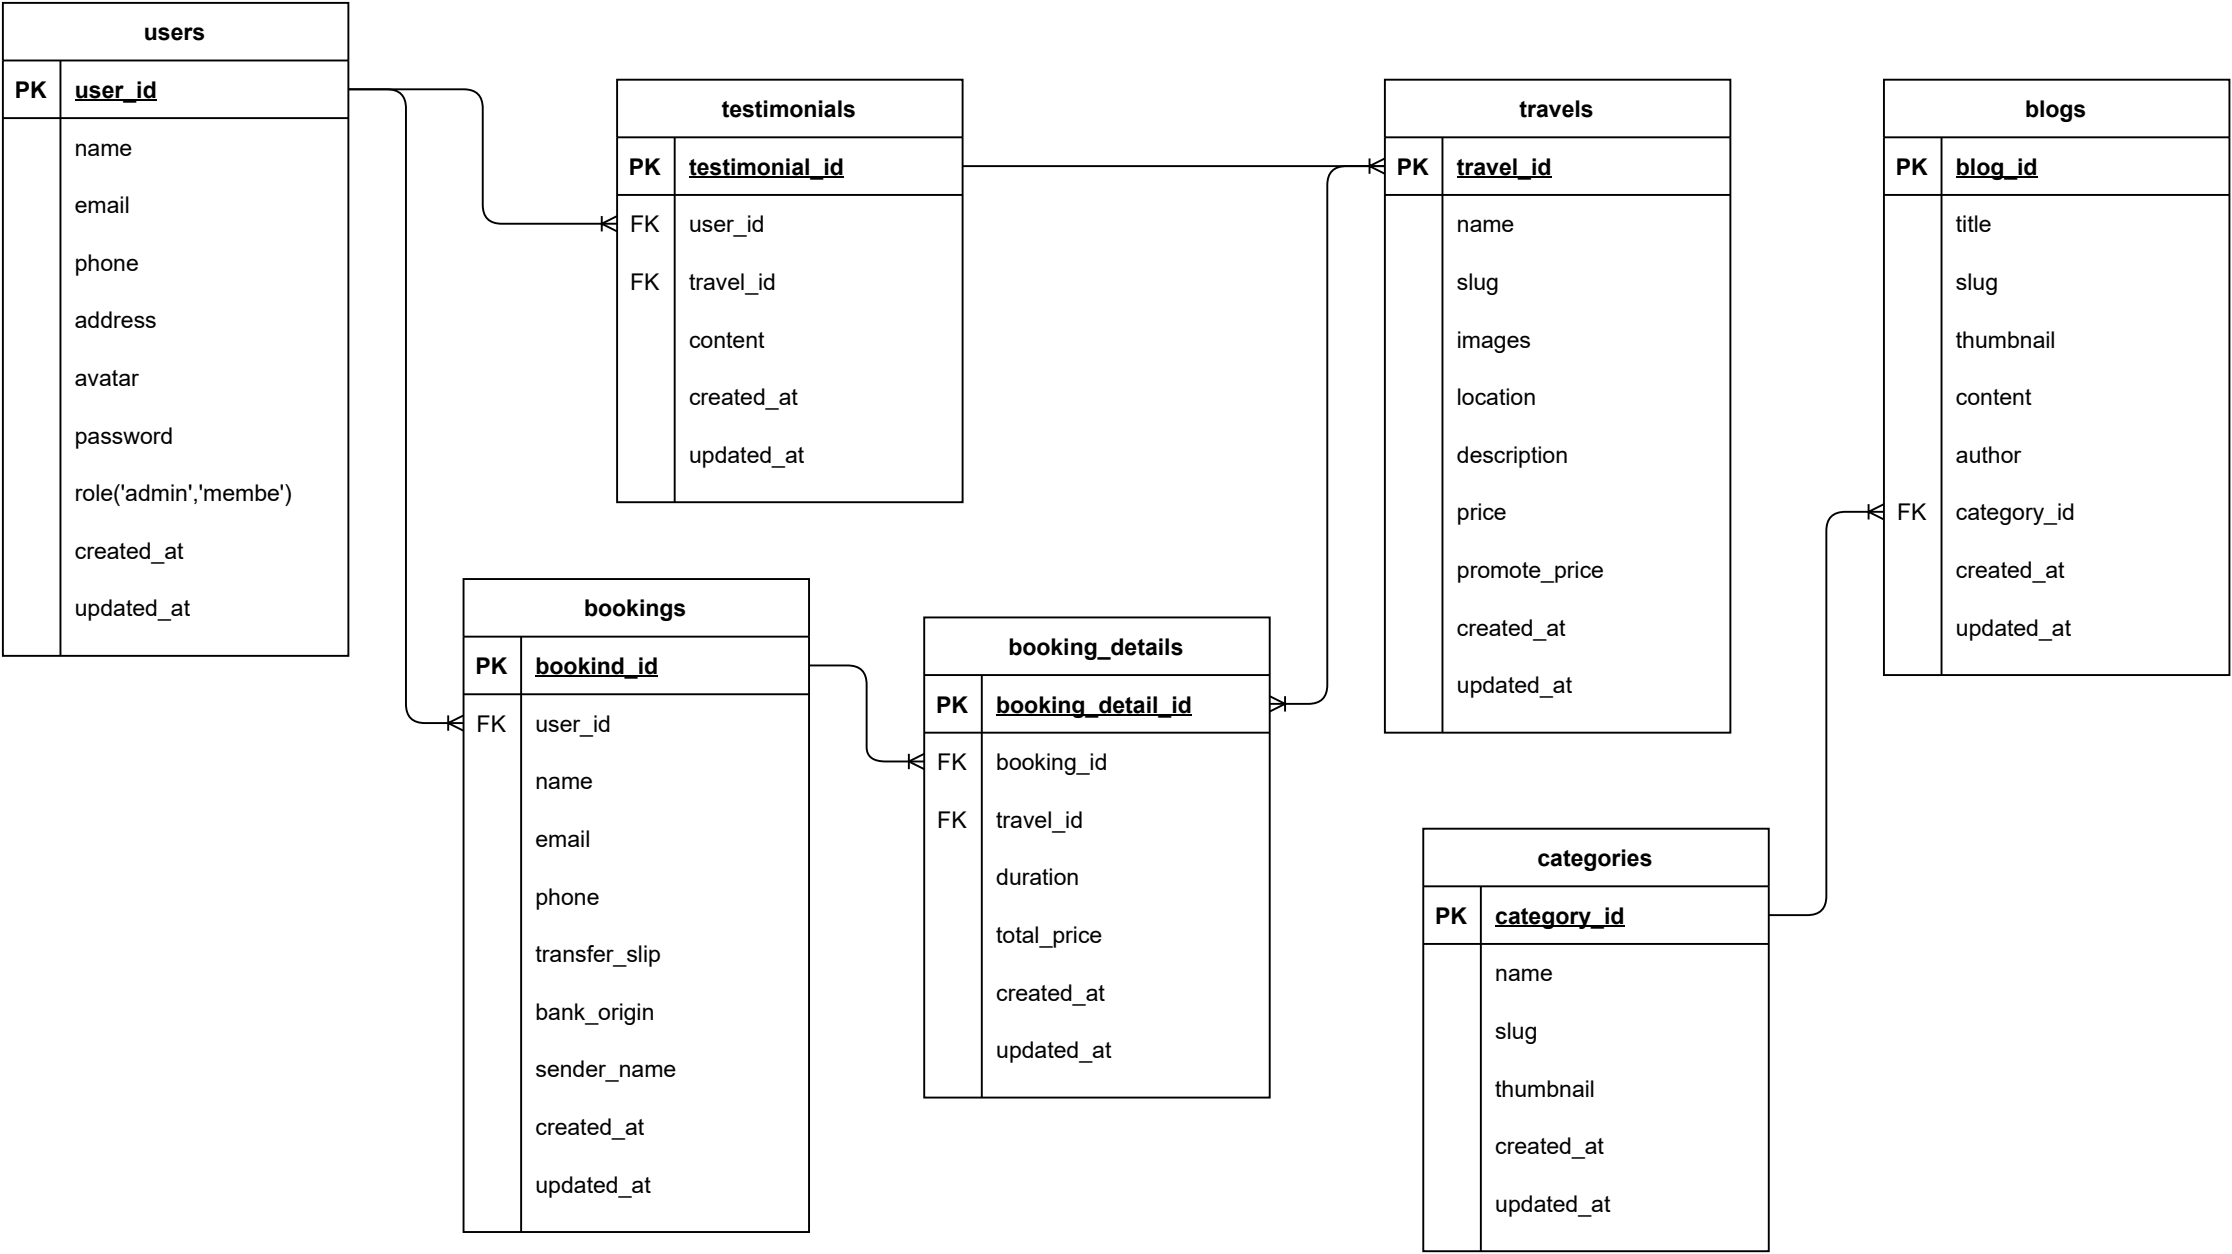 users
PK user_id
name
email
phone
address
avatar
password
role('admin','membe')
created_at
updated_at
testimonials
PK testimonial_id
FK user_id
FK travel_id
content
created_at
updated_at
travels
PK travel_id
name
slug
images
location
description
price
promote_price
created_at
updated_at
blogs
PK blog_id
title
slug
thumbnail
content
author
FK category_id
created_at
updated_at
bookings
PK bookind_id
FK user_id
name
email
phone
transfer_slip
bank_origin
sender_name
created_at
updated_at
booking_details
PK booking_detail_id
FK booking_id
FK travel_id
duration
total_price
created_at
updated_at
categories
PK category_id
name
slug
thumbnail
created_at
updated_at